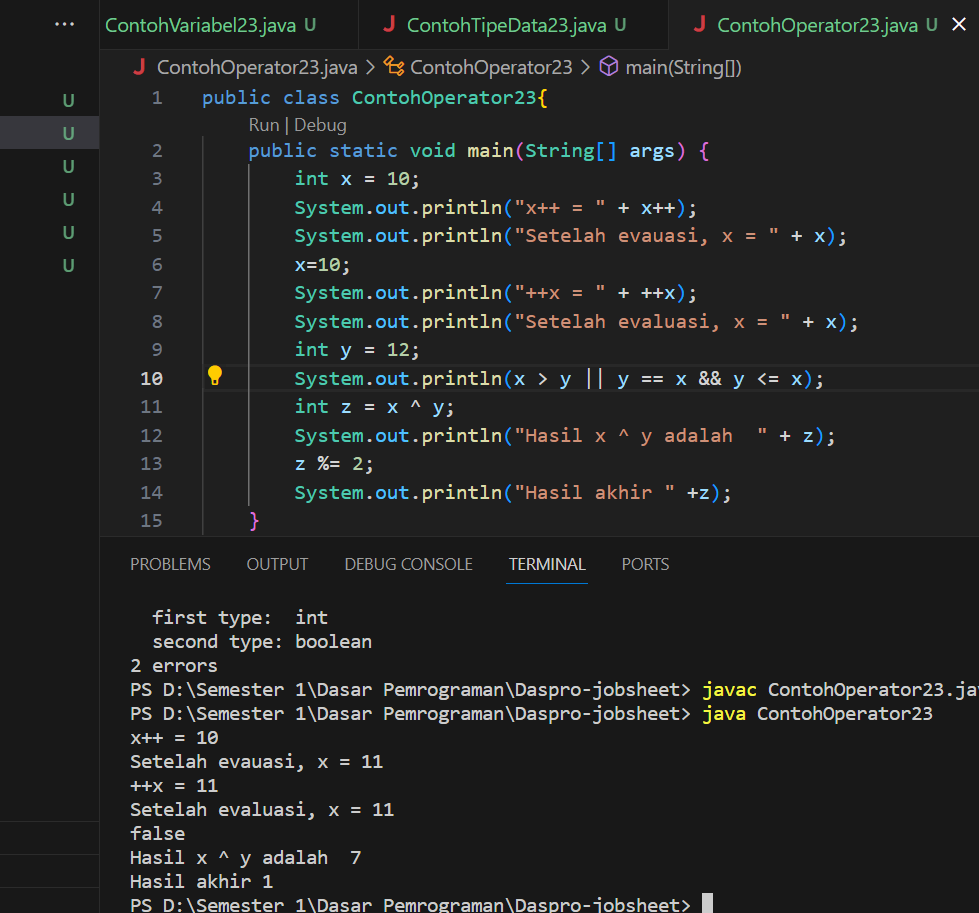 ··· ContohVariabel23.java U J ContohTipeData23.java U J ContohOperator23.java U ×
J ContohOperator23.java > ContohOperator23 > main(String[])
U
U
U
U
U
U
1 public class ContohOperator23{
Run | Debug
2 public static void main(String[] args) {
3 int x = 10;
4 System.out.println("x++ = " + x++);
5 System.out.println("Setelah evauasi, x = " + x);
6 x=10;
7 System.out.println("++x = " + ++x);
8 System.out.println("Setelah evaluasi, x = " + x);
9 int y = 12;
10 System.out.println(x > y || y == x && y <= x);
11 int z = x ^ y;
12 System.out.println("Hasil x ^ y adalah  " + z);
13 z %= 2;
14 System.out.println("Hasil akhir " +z);
15 }
PROBLEMS OUTPUT DEBUG CONSOLE TERMINAL PORTS
first type:  int
second type: boolean
2 errors
PS D:\Semester 1\Dasar Pemrograman\Daspro-jobsheet> javac ContohOperator23.ja
PS D:\Semester 1\Dasar Pemrograman\Daspro-jobsheet> java ContohOperator23
x++ = 10
Setelah evauasi, x = 11
++x = 11
Setelah evaluasi, x = 11
false
Hasil x ^ y adalah  7
Hasil akhir 1
PS D:\Semester 1\Dasar Pemrograman\Daspro-jobsheet>